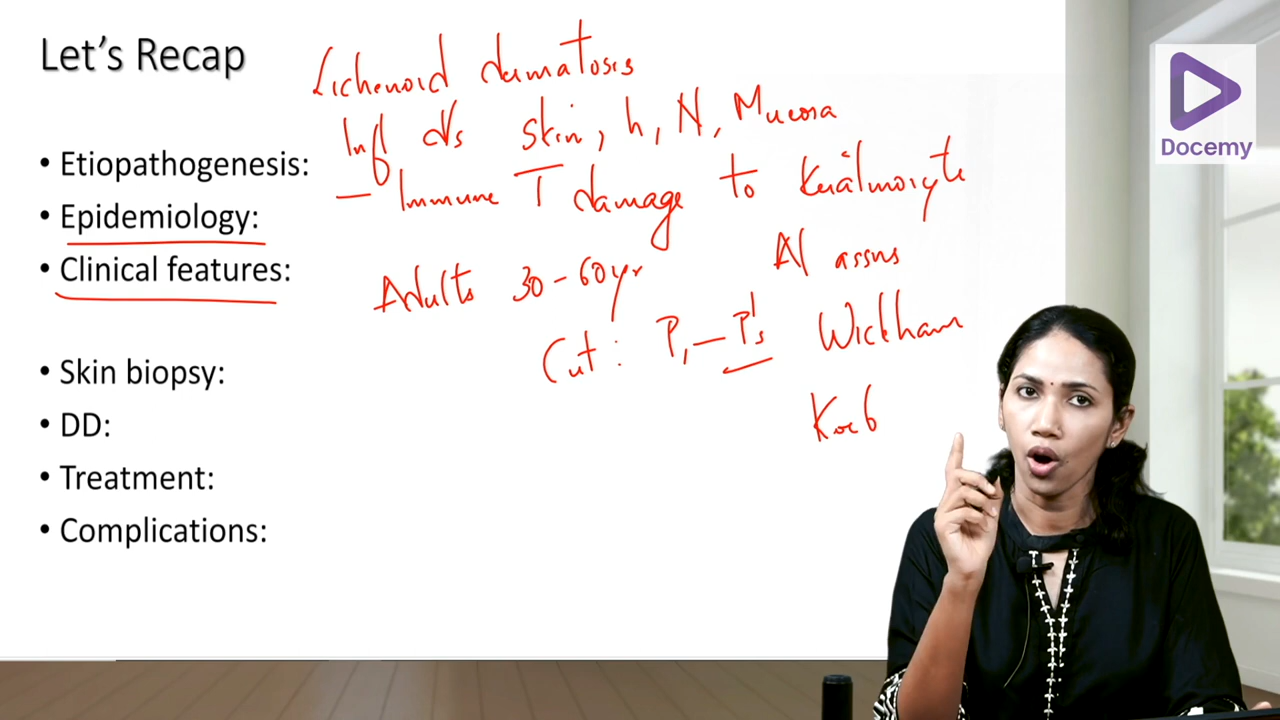 Let's Recap
Lichenoid dermatosis
Infl d/s skin, h, N, Mucosa
• Etiopathogenesis:
– Immune T damage to Keratinocyte
• Epidemiology:
AI assns
• Clinical features:
Adults 30-60yr
Cut: P, – P's Wickham
Koeb
• Skin biopsy:
• DD:
• Treatment:
• Complications:
Docemy